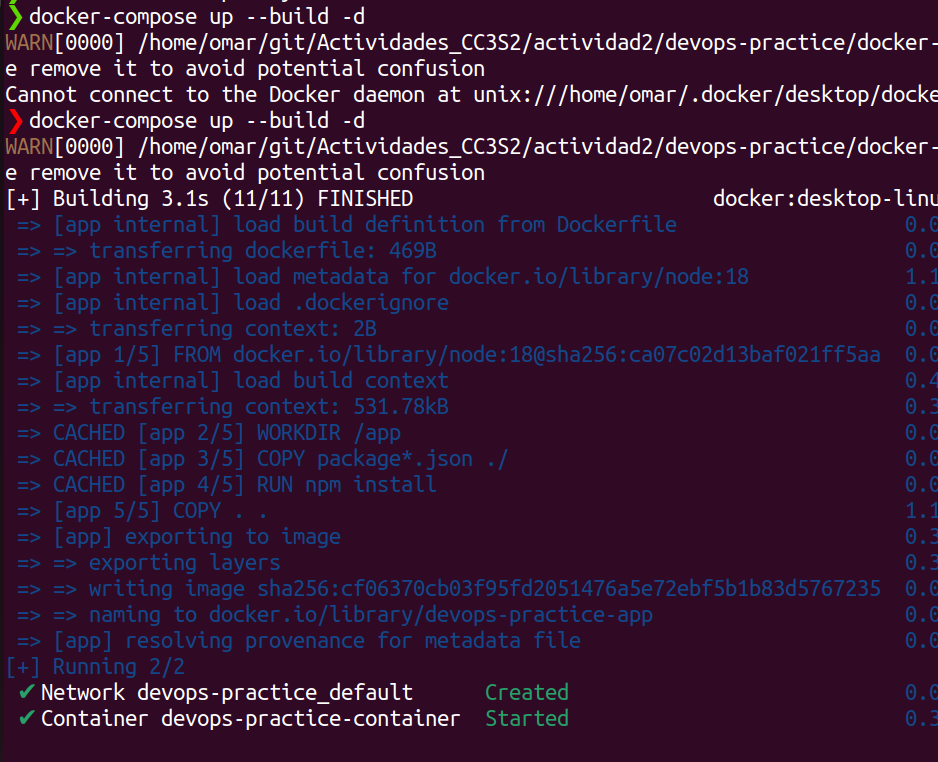 ❯ docker-compose up --build -d
WARN[0000] /home/omar/git/Actividades_CC3S2/actividad2/devops-practice/docker-
e remove it to avoid potential confusion
Cannot connect to the Docker daemon at unix:///home/omar/.docker/desktop/docke
❯ docker-compose up --build -d
WARN[0000] /home/omar/git/Actividades_CC3S2/actividad2/devops-practice/docker-
e remove it to avoid potential confusion
[+] Building 3.1s (11/11) FINISHED docker:desktop-linu
=> [app internal] load build definition from Dockerfile 0.0
=> => transferring dockerfile: 469B 0.0
=> [app internal] load metadata for docker.io/library/node:18 1.1
=> [app internal] load .dockerignore 0.0
=> => transferring context: 2B 0.0
=> [app 1/5] FROM docker.io/library/node:18@sha256:ca07c02d13baf021ff5aa 0.0
=> [app internal] load build context 0.4
=> => transferring context: 531.78kB 0.3
=> CACHED [app 2/5] WORKDIR /app 0.0
=> CACHED [app 3/5] COPY package*.json ./ 0.0
=> CACHED [app 4/5] RUN npm install 0.0
=> [app 5/5] COPY . . 1.1
=> [app] exporting to image 0.3
=> => exporting layers 0.3
=> => writing image sha256:cf06370cb03f95fd2051476a5e72ebf5b1b83d5767235 0.0
=> => naming to docker.io/library/devops-practice-app 0.0
=> [app] resolving provenance for metadata file 0.0
[+] Running 2/2
✔ Network devops-practice_default Created 0.0
✔ Container devops-practice-container Started 0.3